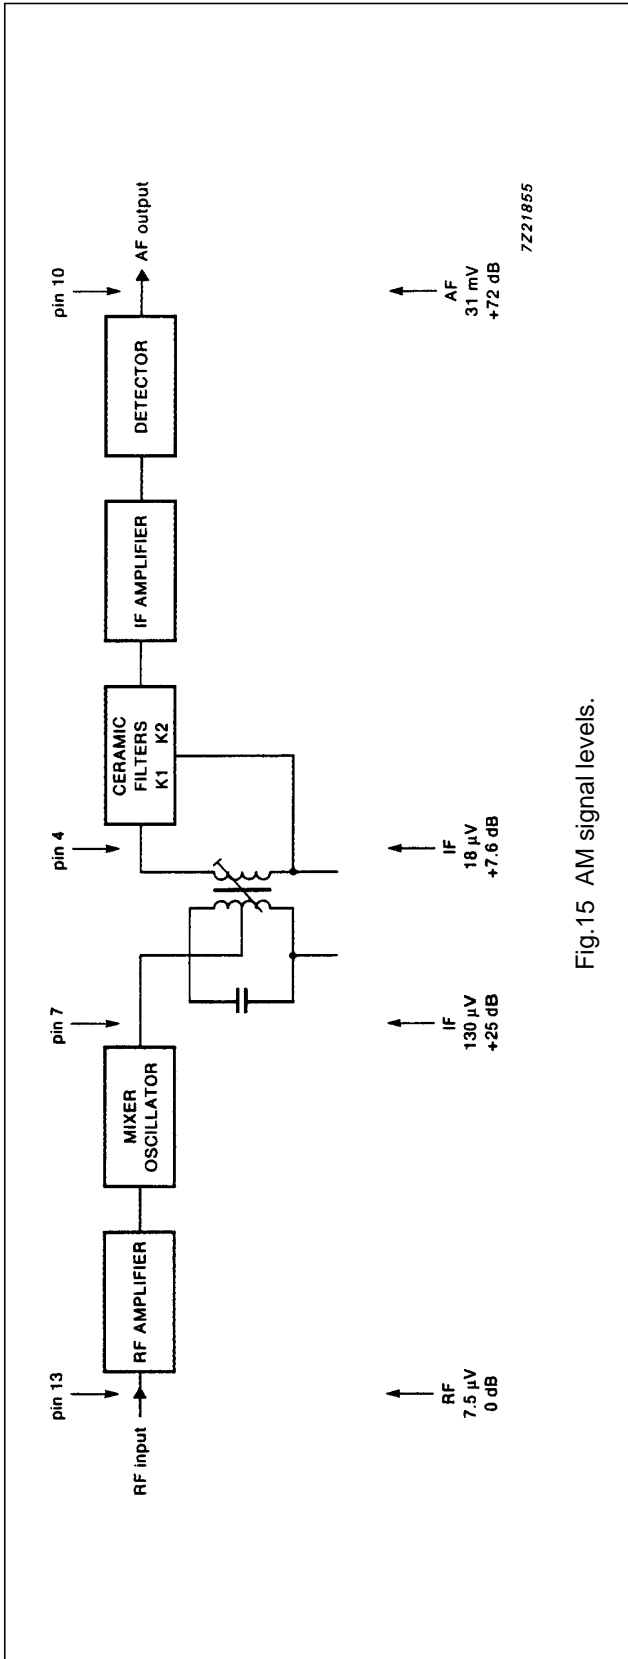 pin 13
pin 7
pin 4
pin 10
RF input
RF AMPLIFIER
MIXER
OSCILLATOR
CERAMIC
FILTERS
K1 K2
IF AMPLIFIER
DETECTOR
AF output
RF
7.5 µV
0 dB
IF
130 µV
+25 dB
IF
18 µV
+7.6 dB
AF
31 mV
+72 dB
7Z21855
Fig.15 AM signal levels.